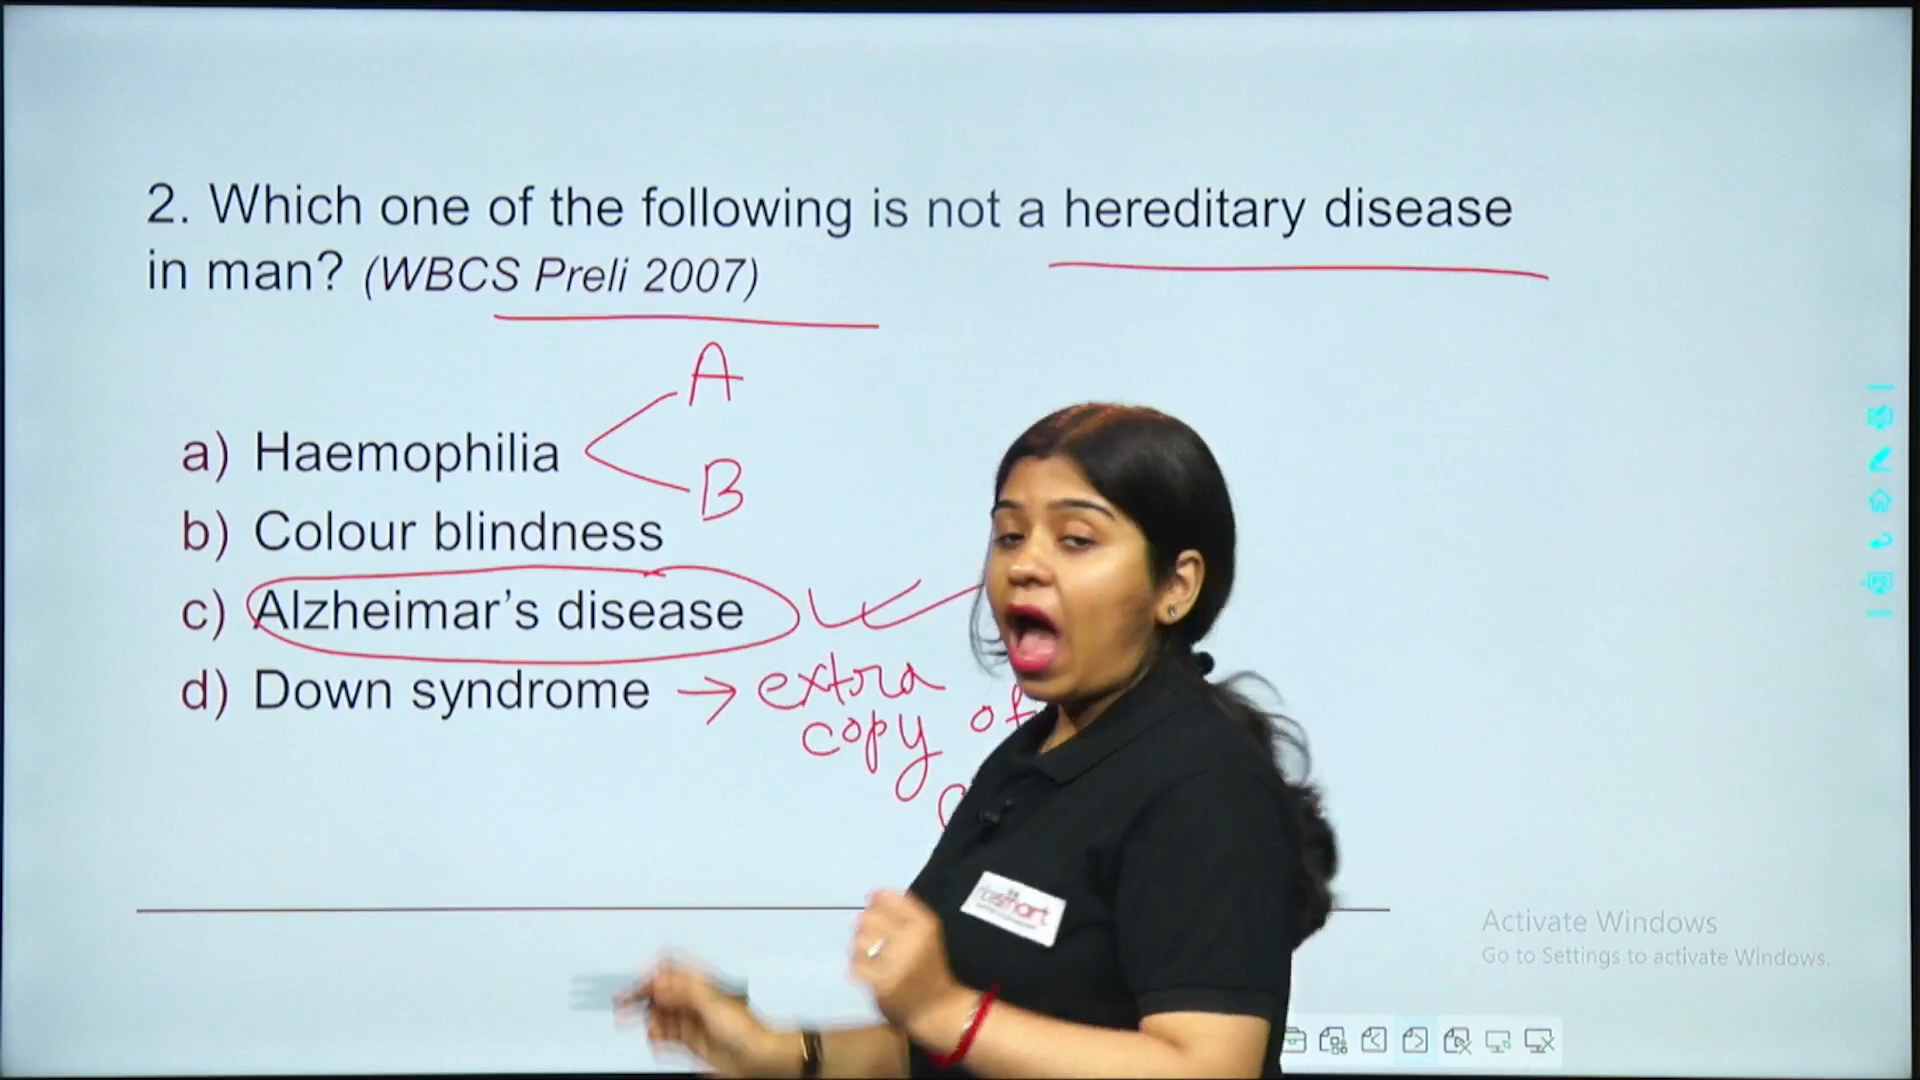 2. Which one of the following is not a hereditary disease
in man? (WBCS Preli 2007)
A
a) Haemophilia
B
b) Colour blindness
c) Alzheimar’s disease
d) Down syndrome → extra
copy of
Activate Windows
Go to Settings to activate Windows.